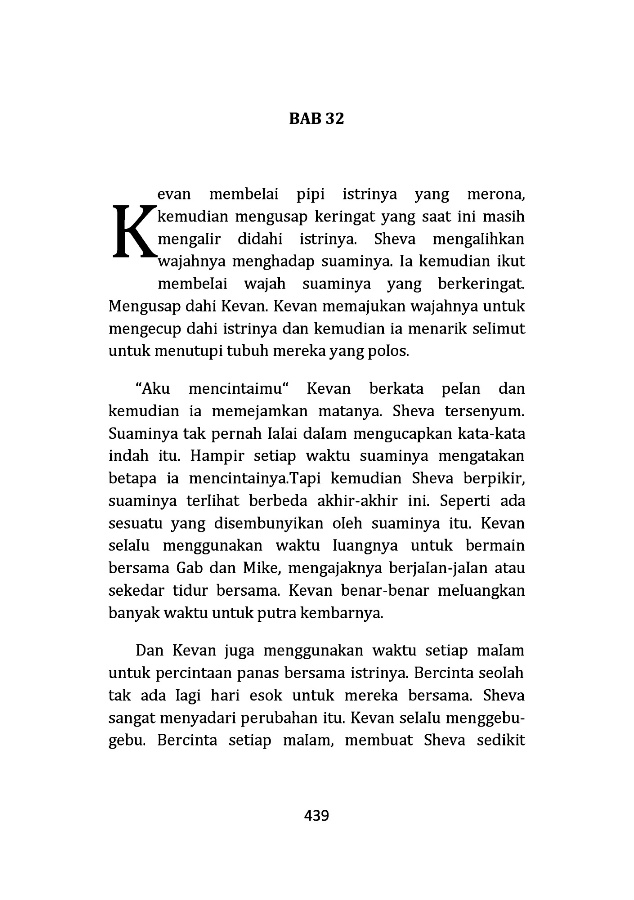 BAB 32
Kevan membelai pipi istrinya yang merona,
kemudian mengusap keringat yang saat ini masih
mengalir didahi istrinya. Sheva mengalihkan
wajahnya menghadap suaminya. Ia kemudian ikut
membelai wajah suaminya yang berkeringat.
Mengusap dahi Kevan. Kevan memajukan wajahnya untuk
mengecup dahi istrinya dan kemudian ia menarik selimut
untuk menutupi tubuh mereka yang polos.
“Aku mencintaimu“ Kevan berkata pelan dan
kemudian ia memejamkan matanya. Sheva tersenyum.
Suaminya tak pernah lalai dalam mengucapkan kata-kata
indah itu. Hampir setiap waktu suaminya mengatakan
betapa ia mencintainya.Tapi kemudian Sheva berpikir,
suaminya terlihat berbeda akhir-akhir ini. Seperti ada
sesuatu yang disembunyikan oleh suaminya itu. Kevan
selalu menggunakan waktu luangnya untuk bermain
bersama Gab dan Mike, mengajaknya berjalan-jalan atau
sekedar tidur bersama. Kevan benar-benar meluangkan
banyak waktu untuk putra kembarnya.
Dan Kevan juga menggunakan waktu setiap malam
untuk percintaan panas bersama istrinya. Bercinta seolah
tak ada lagi hari esok untuk mereka bersama. Sheva
sangat menyadari perubahan itu. Kevan selalu menggebu-
gebu. Bercinta setiap malam, membuat Sheva sedikit
439